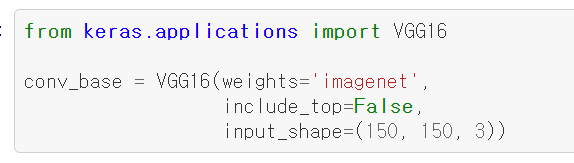 :
from keras.applications import VGG16
conv_base = VGG16(weights='imagenet',
                  include_top=False,
                  input_shape=(150, 150, 3))